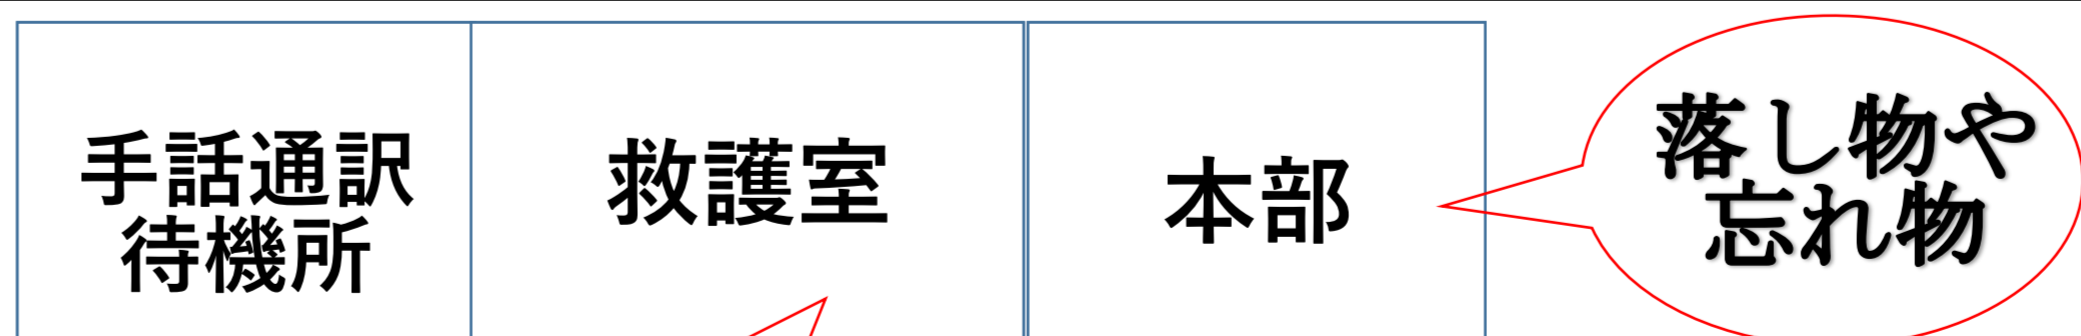 手話通訳
待機所
救護室
本部
落し物や
忘れ物